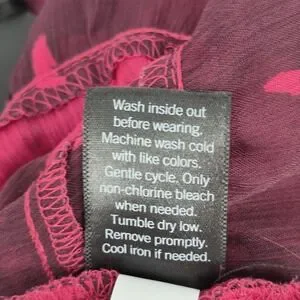 Wash inside out
before wearing.
Machine wash cold
with like colors.
Gentle cycle. Only
non-chlorine bleach
when needed.
Tumble dry low.
Remove promptly.
Cool iron if needed.